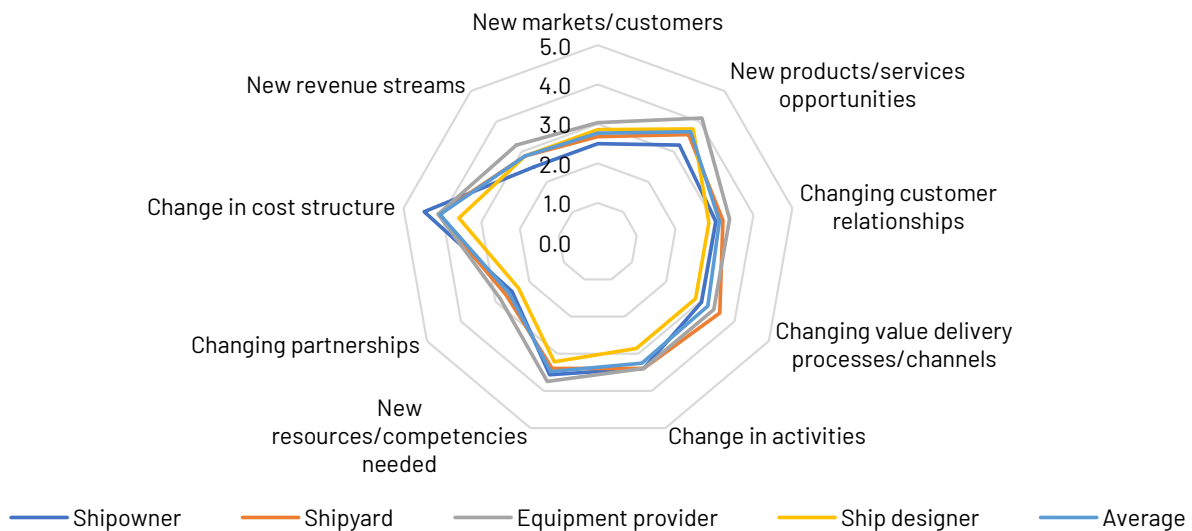 New markets/customers
5.0
4.0
3.0
2.0
1.0
0.0
New products/services
opportunities
Changing customer
relationships
Changing value delivery
processes/channels
Change in activities
New
resources/competencies
needed
Changing partnerships
Change in cost structure
New revenue streams
Shipowner
Shipyard
Equipment provider
Ship designer
Average